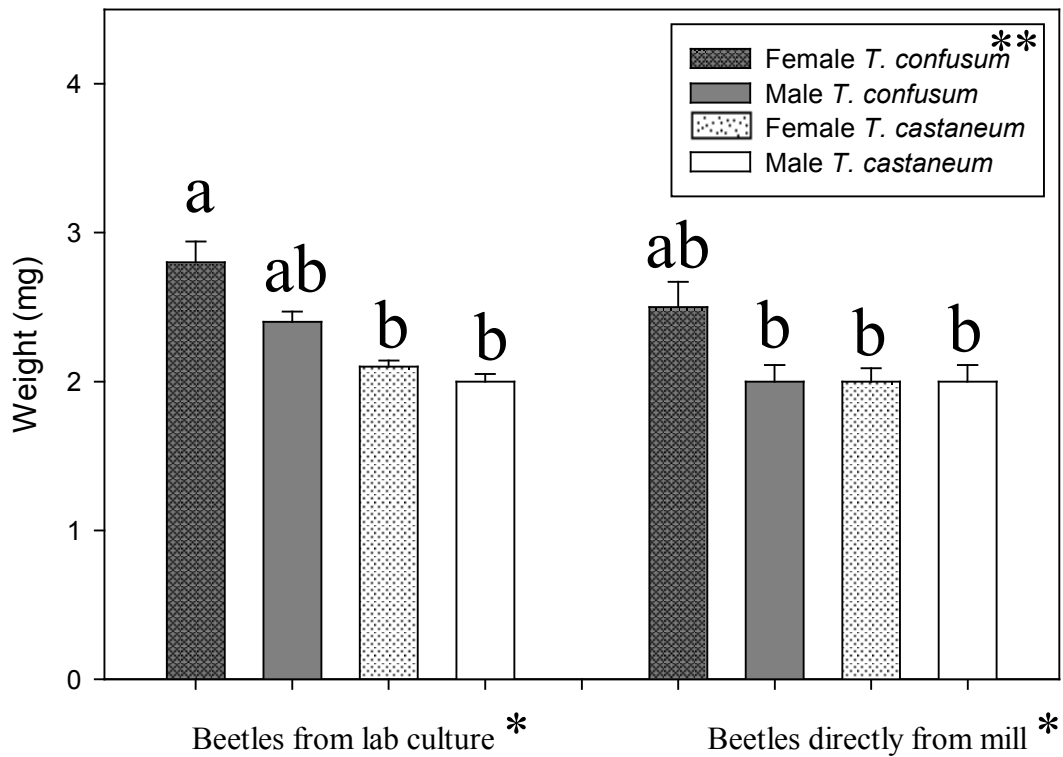 **
Female T. confusum
Male T. confusum
Female T. castaneum
Male T. castaneum
4
3
2
1
0
Weight (mg)
a
ab
b
b
ab
b
b
b
Beetles from lab culture *
Beetles directly from mill *